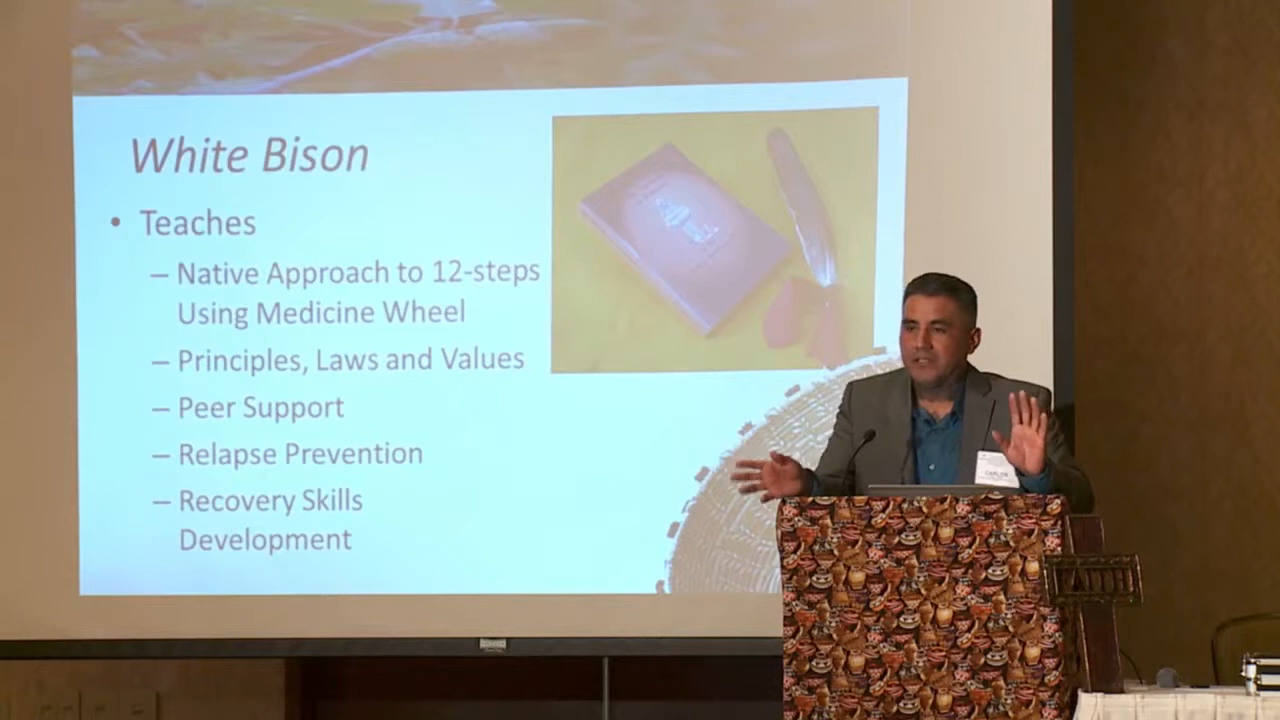 White Bison
• Teaches
– Native Approach to 12-steps
Using Medicine Wheel
– Principles, Laws and Values
– Peer Support
– Relapse Prevention
– Recovery Skills
Development